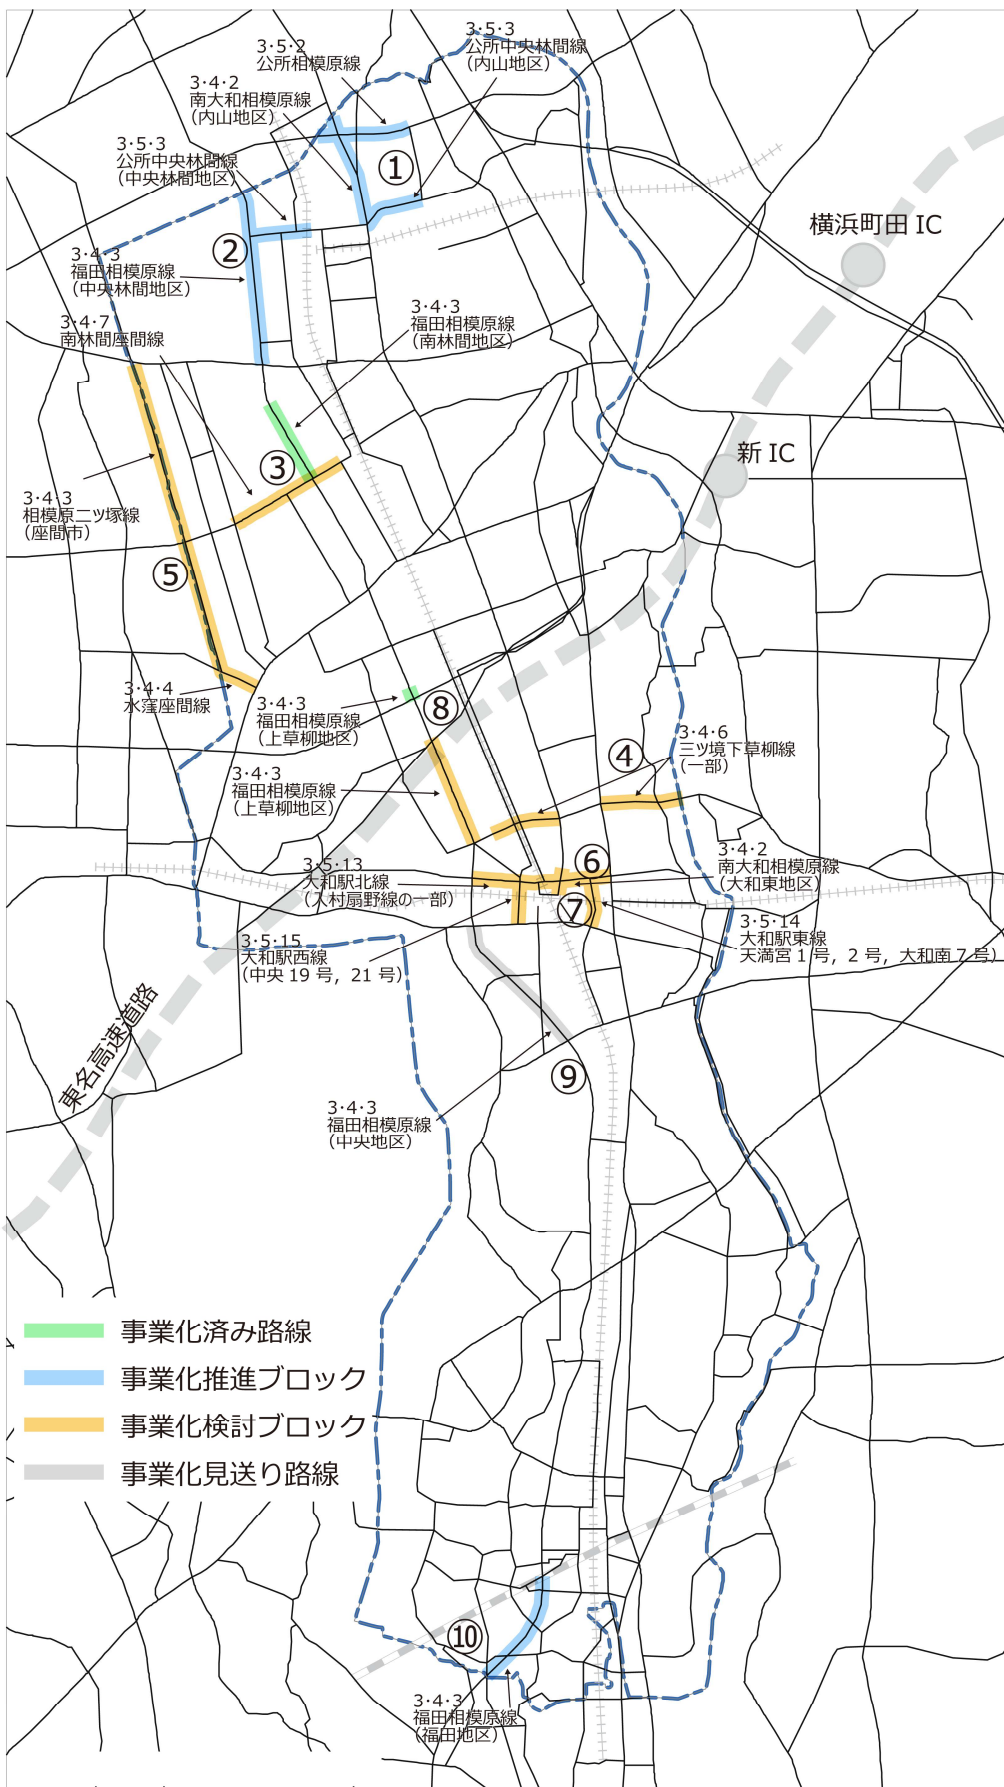 3･5･3
公所中央林間線
（内山地区）
3･5･2
公所相模原線
3･4･2
南大和相模原線
（内山地区）
3･5･3
公所中央林間線
（中央林間地区）
①
横浜町田 IC
②
3･4･3
福田相模原線
（中央林間地区）
3･4･7
南林間座間線
3･4･3
福田相模原線
（南林間地区）
新 IC
③
3･4･3
相模原二ツ塚線
（座間市）
⑤
3･4･4
水窪座間線
3･4･3
福田相模原線
（上草柳地区）
⑧
④
3･4･6
三ツ境下草柳線
（一部）
3･4･3
福田相模原線
（上草柳地区）
3･5･13
大和駅北線
（入村扇野線の一部）
⑥
3･4･2
南大和相模原線
（大和東地区）
⑦
3･5･14
大和駅東線
天満宮 1 号，2 号，大和南 7 号）
3･5･15
大和駅西線
（中央 19 号，21 号）
東名高速道路
⑨
3･4･3
福田相模原線
（中央地区）
事業化済み路線
事業化推進ブロック
事業化検討ブロック
事業化見送り路線
⑩
3･4･3
福田相模原線
（福田地区）